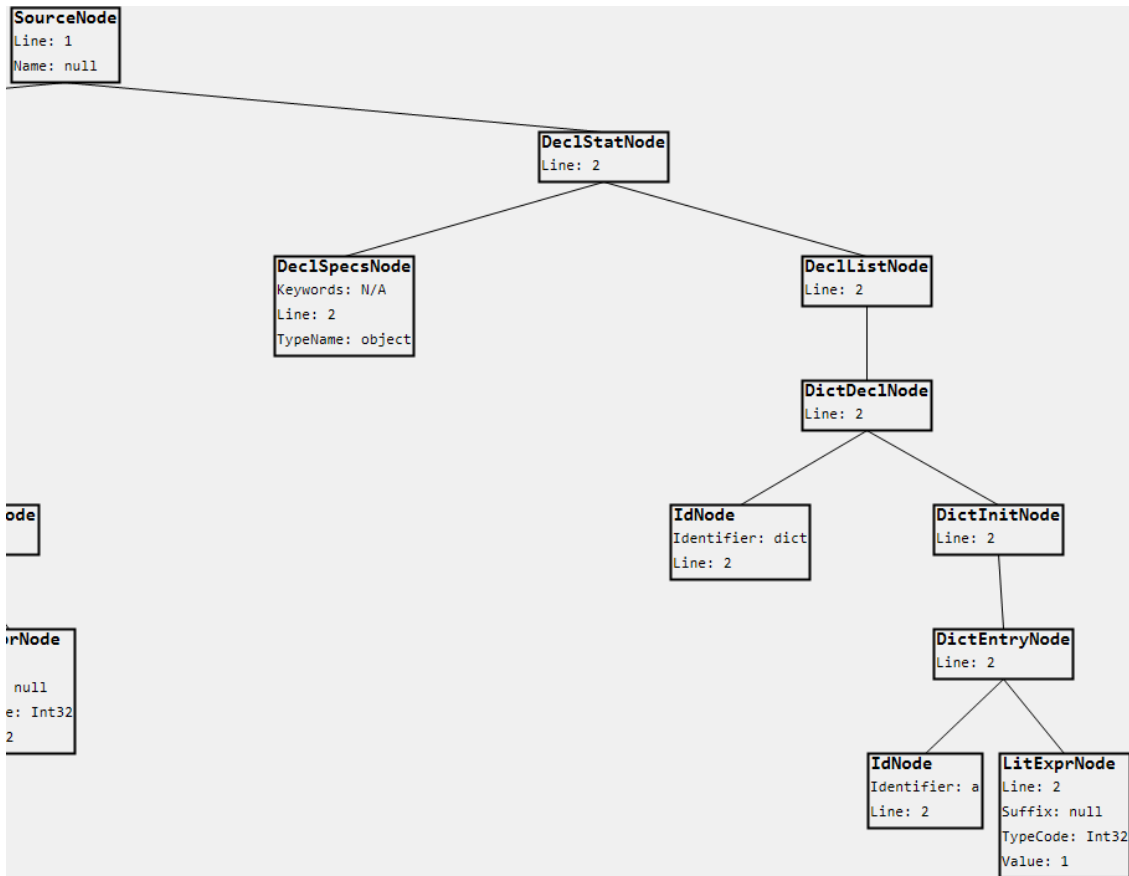 SourceNode
Line: 1
Name: null
DeclStatNode
Line: 2
DeclSpecsNode
Keywords: N/A
Line: 2
TypeName: object
DeclListNode
Line: 2
DictDeclNode
Line: 2
ode
IdNode
Identifier: dict
Line: 2
DictInitNode
Line: 2
rNode
null
e: Int32
2
DictEntryNode
Line: 2
IdNode
Identifier: a
Line: 2
LitExprNode
Line: 2
Suffix: null
TypeCode: Int32
Value: 1